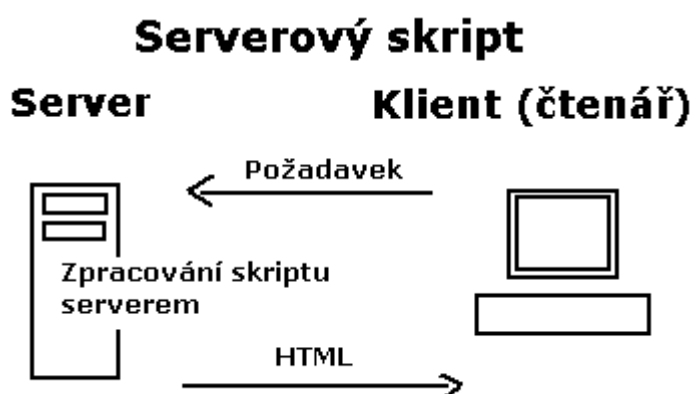 Serverový skript
Server
Klient (čtenář)
Požadavek
Zpracování skriptu
serverem
HTML